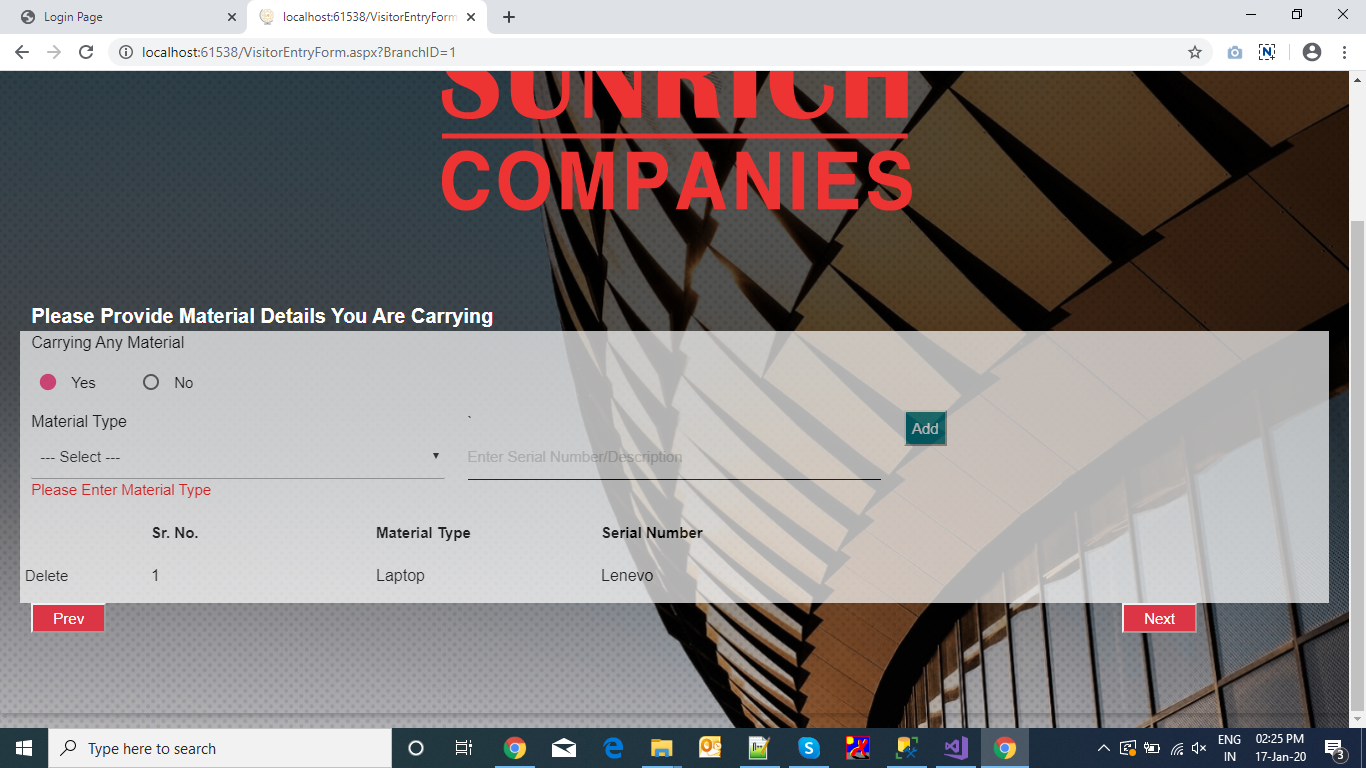 Login Page
localhost:61538/VisitorEntryForm
localhost:61538/VisitorEntryForm.aspx?BranchID=1
SUNRICH
COMPANIES
Please Provide Material Details You Are Carrying
Carrying Any Material
Yes No
Material Type `
Add
--- Select --- Enter Serial Number/Description
Please Enter Material Type
Sr. No. Material Type Serial Number
Delete 1 Laptop Lenevo
Prev Next
Type here to search
ENG
IN
02:25 PM
17-Jan-20
3